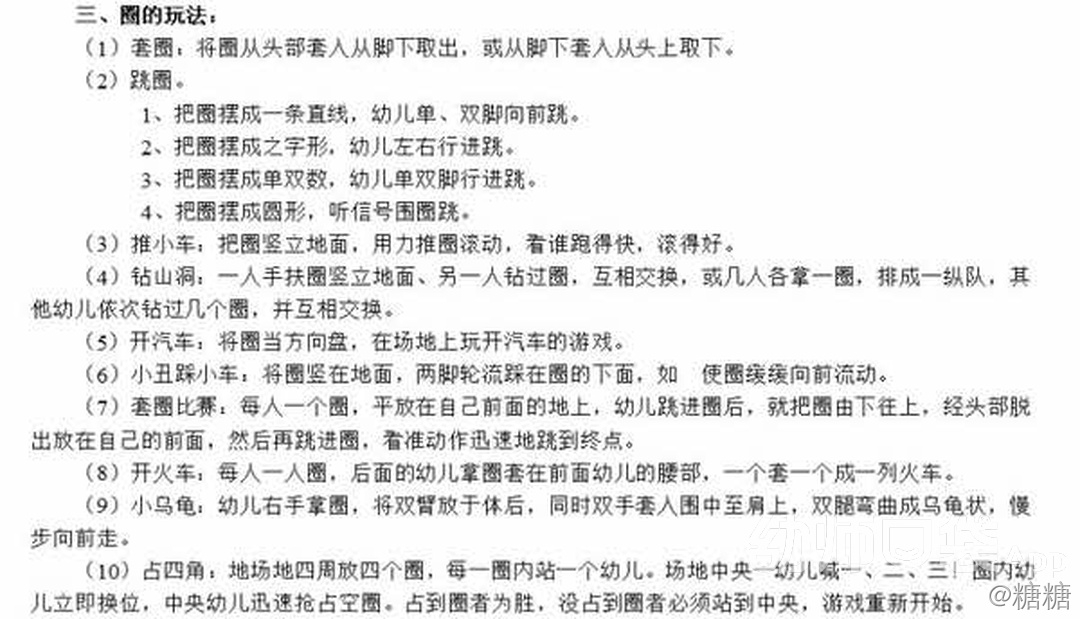 三、圈的玩法：
（1）套圈：将圈从头部套入从脚下取出，或从脚下套入从头上取下。
（2）跳圈。
1、把圈摆成一条直线，幼儿单、双脚向前跳。
2、把圈摆成之字形，幼儿左右行进跳。
3、把圈摆成单双数，幼儿单双脚行进跳。
4、把圈摆成圆形，听信号围圈跳。
（3）推小车：把圈竖立地面，用力推圈滚动，看谁跑得快，滚得好。
（4）钻山洞：一人手扶圈竖立地面、另一人钻过圈，互相交换，或几人各拿一圈，排成一纵队，其
他幼儿依次钻过几个圈，并互相交换。
（5）开汽车：将圈当方向盘，在场地上玩开汽车的游戏。
（6）小丑踩小车：将圈竖在地面，两脚轮流踩在圈的下面，如　使圈缓缓向前流动。
（7）套圈比赛：每人一个圈，平放在自己前面的地上，幼儿跳进圈后，就把圈由下往上，经头部脱
出放在自己的前面，然后再跳进圈，看准动作迅速地跳到终点。
（8）开火车：每人一人圈，后面的幼儿拿圈套在前面幼儿的腰部，一个套一个成一列火车。
（9）小乌龟：幼儿右手拿圈，将双臂放于体后，同时双手套入围中至肩上，双腿弯曲成乌龟状，慢
步向前走。
（10）占四角：地场地四周放四个圈，每一圈内站一个幼儿。场地中央一幼儿喊一、二、三！圈内幼
儿立即换位，中央幼儿迅速抢占空圈。占到圈者为胜，没占到圈者必须站到中央，游戏重新开始。
幼师口袋App
@糖糖